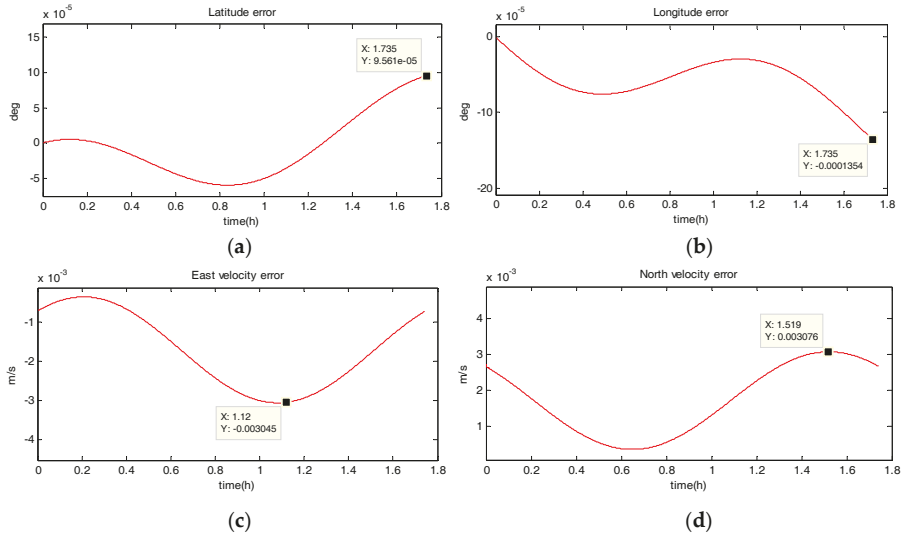 Latitude error
x 10^-5
15
10
5
0
-5
deg
X: 1.735
Y: 9.561e-05
0 0.2 0.4 0.6 0.8 1 1.2 1.4 1.6 1.8
time(h)
(a)
Longitude error
x 10^-5
0
-10
-20
deg
X: 1.735
Y: -0.0001354
0 0.2 0.4 0.6 0.8 1 1.2 1.4 1.6 1.8
time(h)
(b)
East velocity error
x 10^-3
-1
-2
-3
-4
m/s
X: 1.12
Y: -0.003045
0 0.2 0.4 0.6 0.8 1 1.2 1.4 1.6 1.8
time(h)
(c)
North velocity error
x 10^-3
4
3
2
1
m/s
X: 1.519
Y: 0.003076
0 0.2 0.4 0.6 0.8 1 1.2 1.4 1.6 1.8
time(h)
(d)